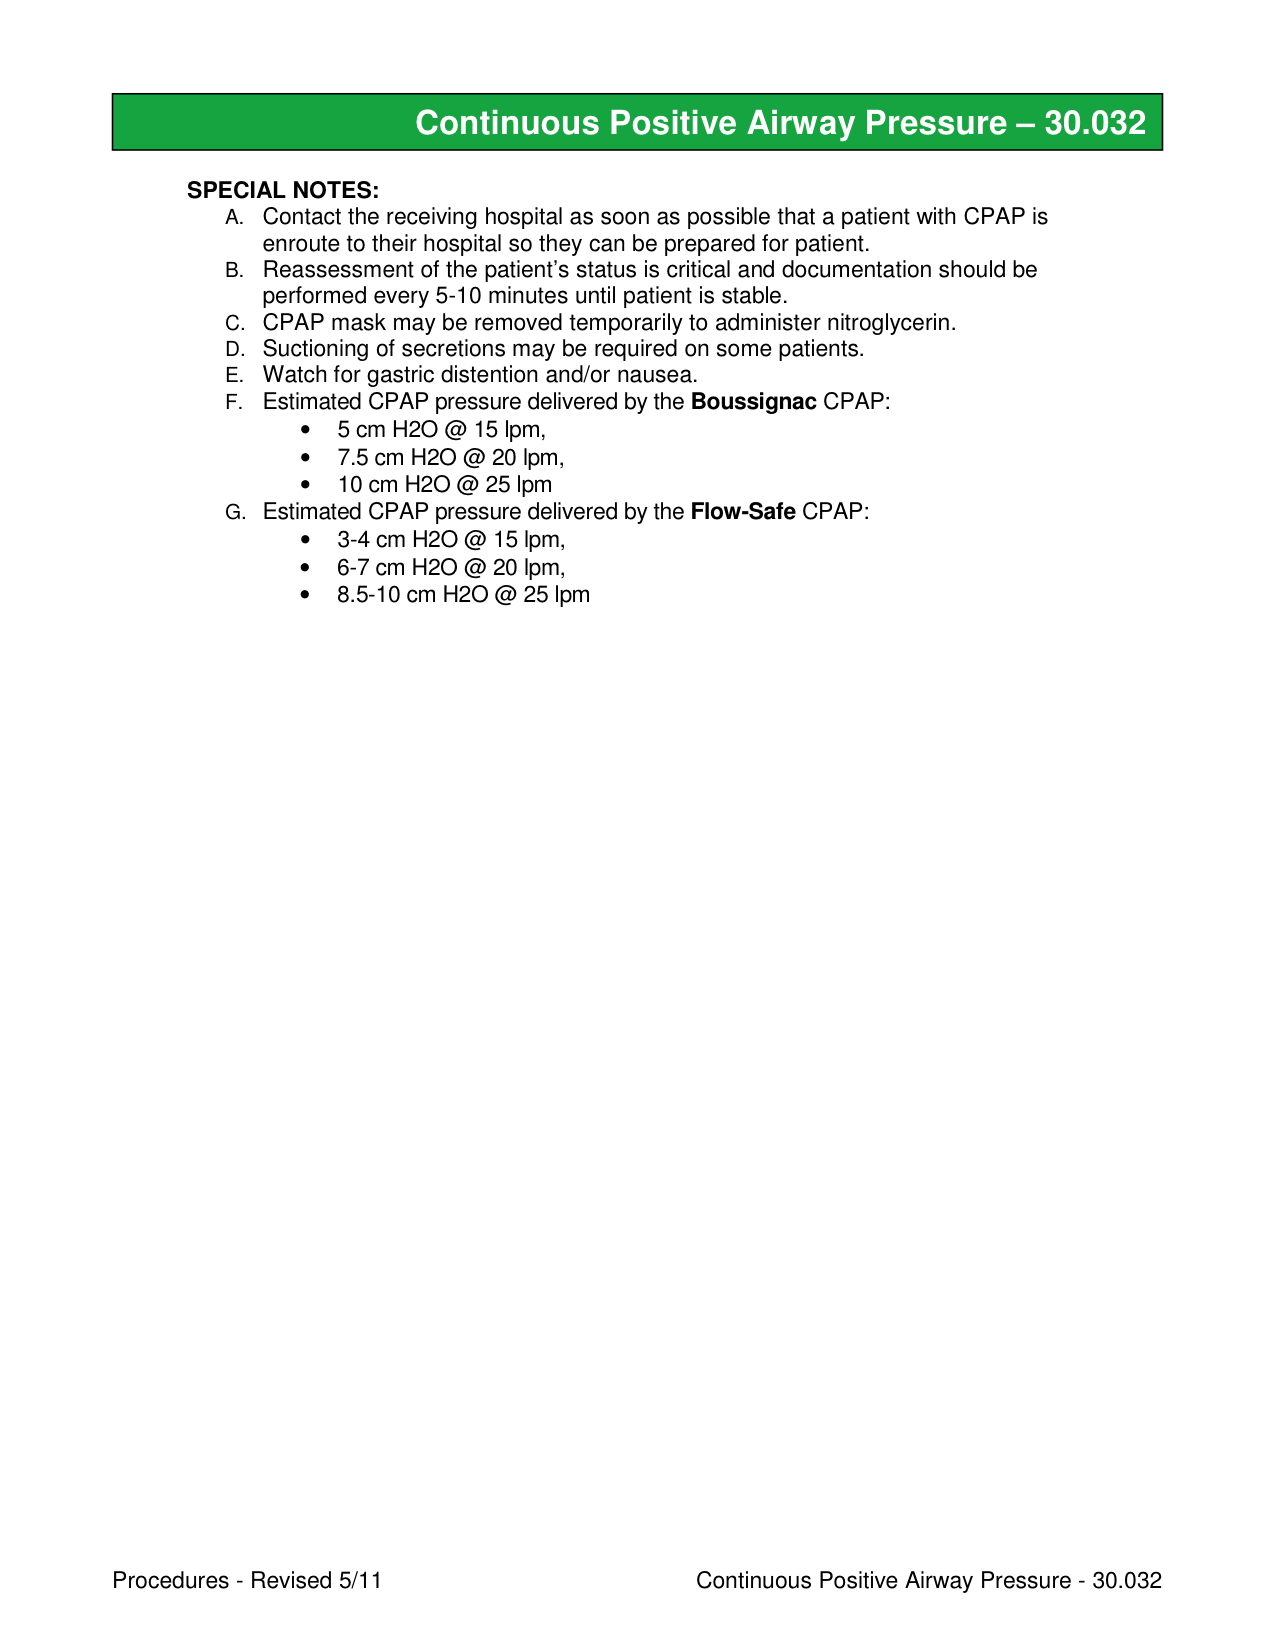 Continuous Positive Airway Pressure – 30.032
SPECIAL NOTES:
A. Contact the receiving hospital as soon as possible that a patient with CPAP is
enroute to their hospital so they can be prepared for patient.
B. Reassessment of the patient’s status is critical and documentation should be
performed every 5-10 minutes until patient is stable.
C. CPAP mask may be removed temporarily to administer nitroglycerin.
D. Suctioning of secretions may be required on some patients.
E. Watch for gastric distention and/or nausea.
F. Estimated CPAP pressure delivered by the Boussignac CPAP:
• 5 cm H2O @ 15 lpm,
• 7.5 cm H2O @ 20 lpm,
• 10 cm H2O @ 25 lpm
G. Estimated CPAP pressure delivered by the Flow-Safe CPAP:
• 3-4 cm H2O @ 15 lpm,
• 6-7 cm H2O @ 20 lpm,
• 8.5-10 cm H2O @ 25 lpm
Procedures - Revised 5/11 Continuous Positive Airway Pressure - 30.032